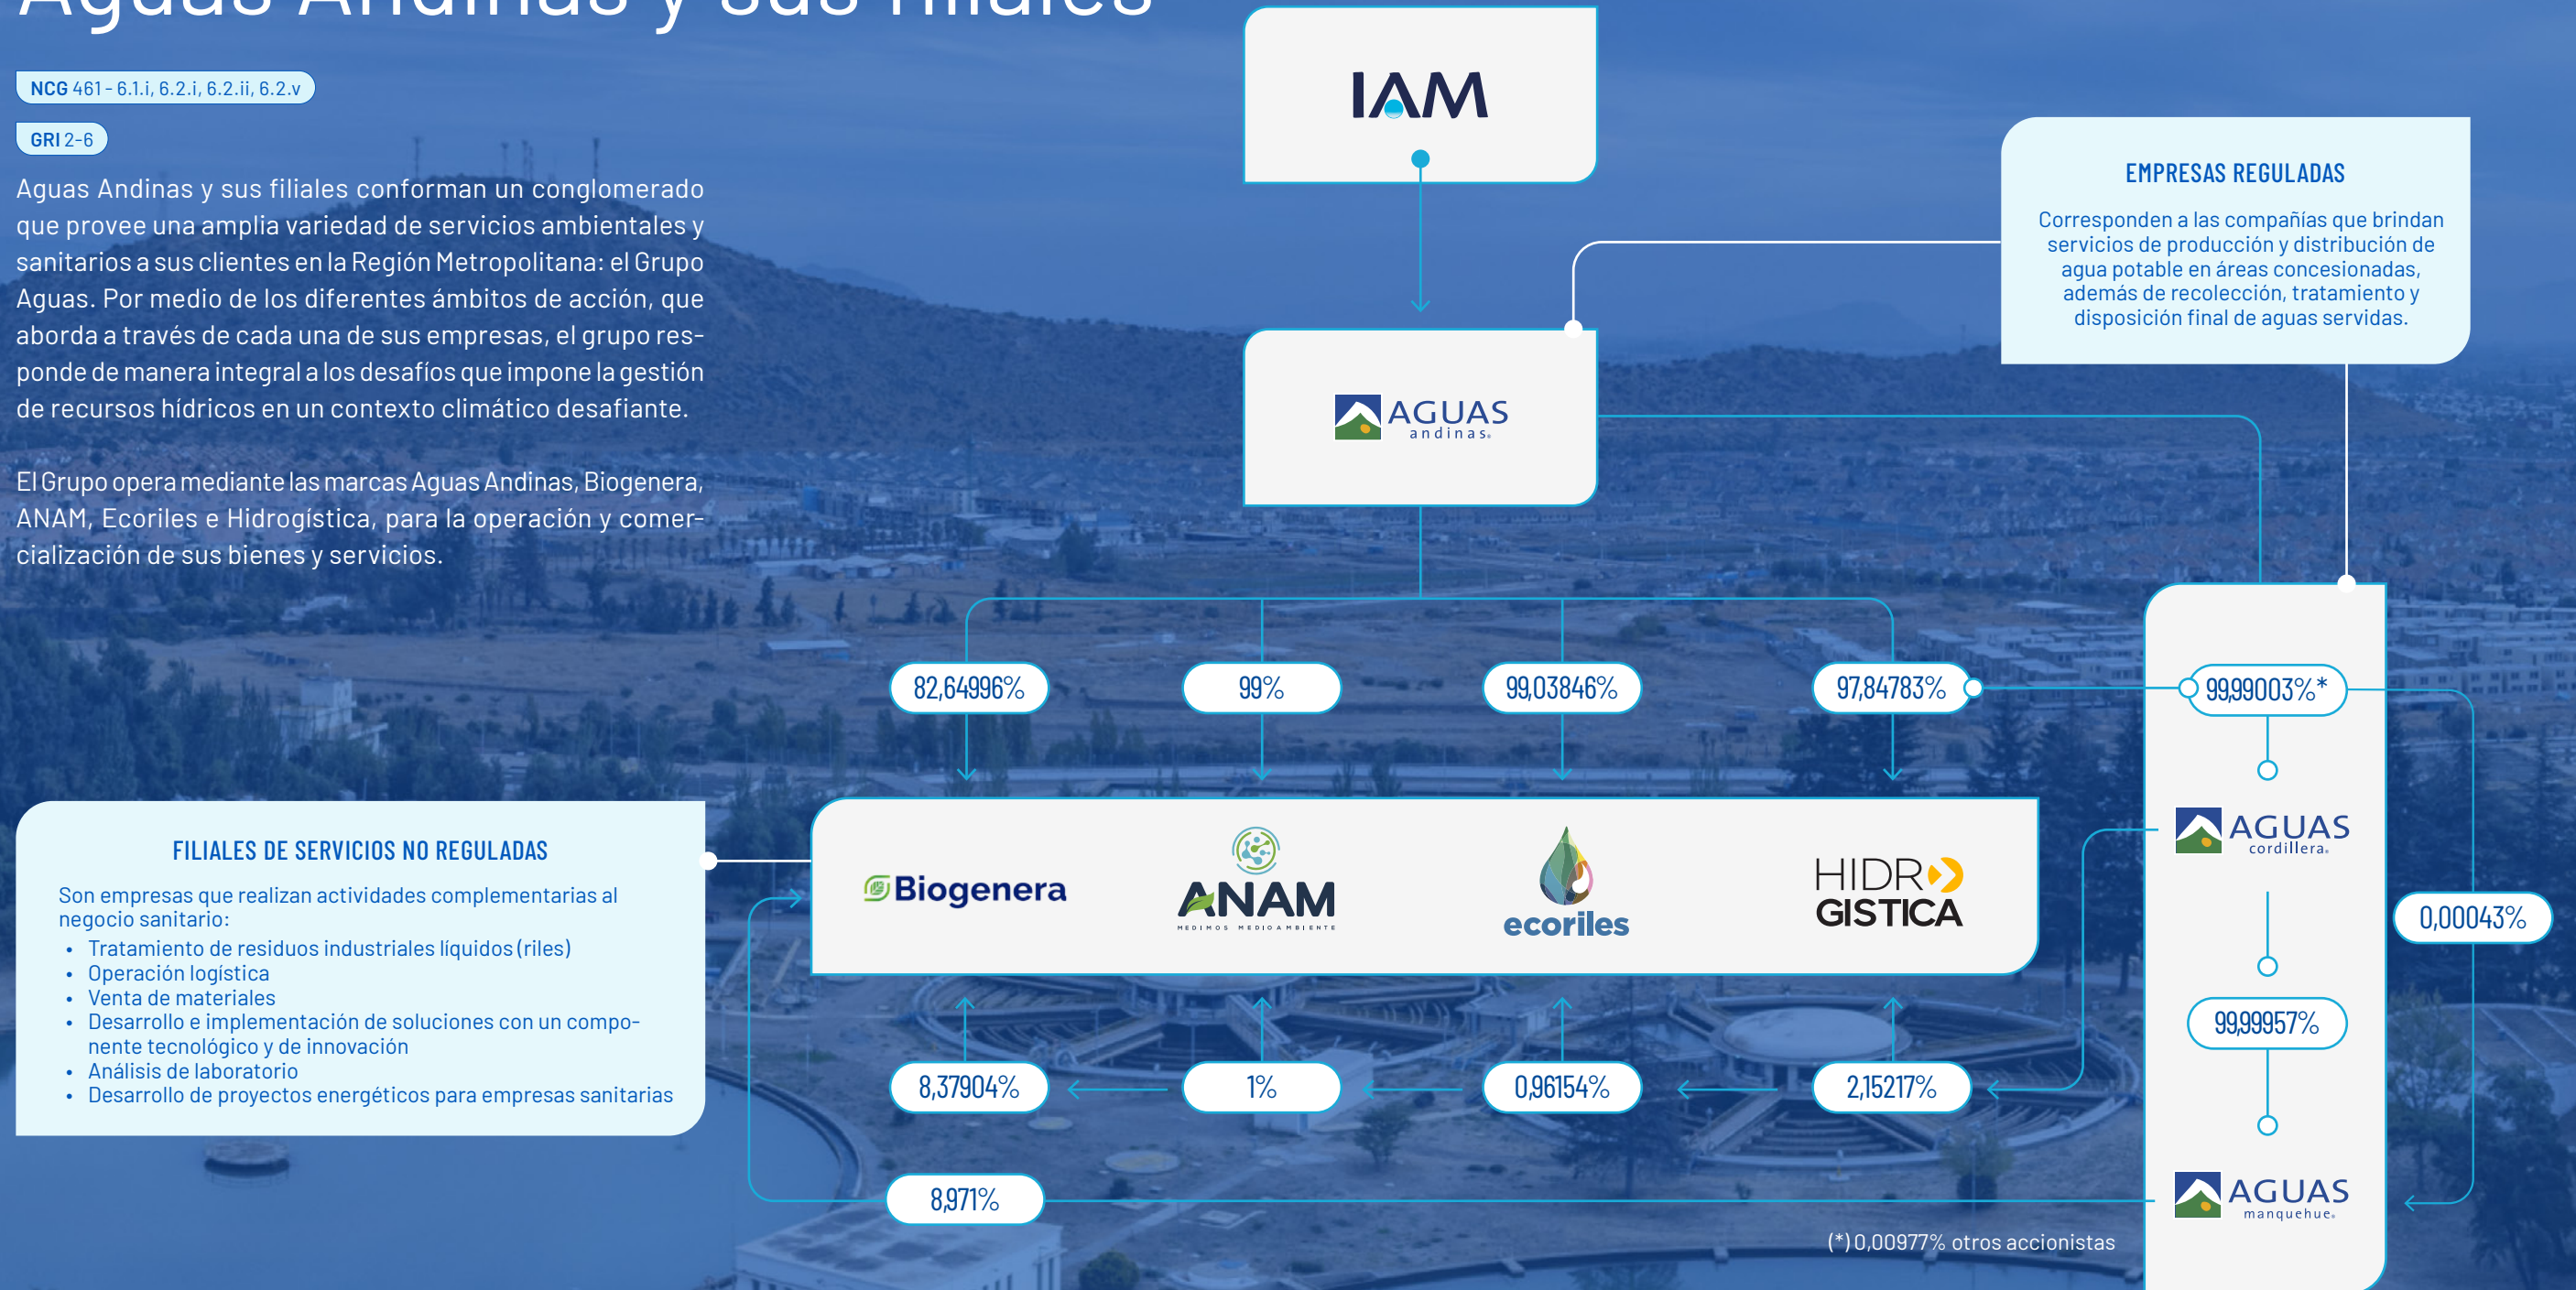 Aguas Andinas y sus filiales
NCG 461 - 6.1.i, 6.2.i, 6.2.ii, 6.2.v
GRI 2-6
Aguas Andinas y sus filiales conforman un conglomerado
que provee una amplia variedad de servicios ambientales y
sanitarios a sus clientes en la Región Metropolitana: el Grupo
Aguas. Por medio de los diferentes ámbitos de acción, que
aborda a través de cada una de sus empresas, el grupo res-
ponde de manera integral a los desafíos que impone la gestión
de recursos hídricos en un contexto climático desafiante.
El Grupo opera mediante las marcas Aguas Andinas, Biogenera,
ANAM, Ecoriles e Hidrogística, para la operación y comer-
cialización de sus bienes y servicios.
IAM
EMPRESAS REGULADAS
Corresponden a las compañías que brindan
servicios de producción y distribución de
agua potable en áreas concesionadas,
además de recolección, tratamiento y
disposición final de aguas servidas.
AGUAS
andinas
82,64996%
99%
99,03846%
97,84783%
99,99003%*
FILIALES DE SERVICIOS NO REGULADAS
Son empresas que realizan actividades complementarias al
negocio sanitario:
• Tratamiento de residuos industriales líquidos (riles)
• Operación logística
• Venta de materiales
• Desarrollo e implementación de soluciones con un compo-
nente tecnológico y de innovación
• Análisis de laboratorio
• Desarrollo de proyectos energéticos para empresas sanitarias
Biogenera
ANAM
MEDIMOS MEDIOAMBIENTE
ecoriles
HIDRO
GISTICA
AGUAS
cordillera
0,00043%
99,99957%
8,37904%
1%
0,96154%
2,15217%
8,971%
AGUAS
manquehue
(*) 0,00977% otros accionistas